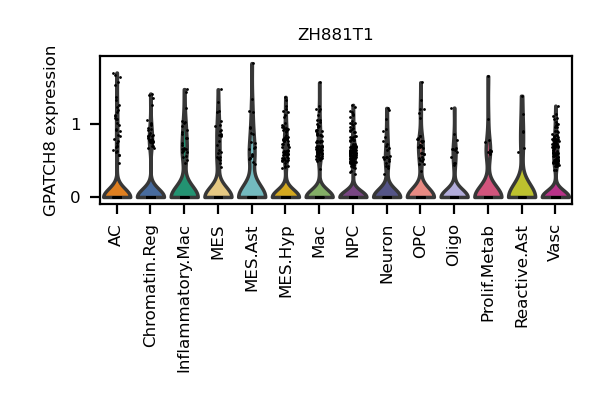 ZH881T1
GPATCH8 expression
1
0
AC
Chromatin.Reg
Inflammatory.Mac
MES
MES.Ast
MES.Hyp
Mac
NPC
Neuron
OPC
Oligo
Prolif.Metab
Reactive.Ast
Vasc